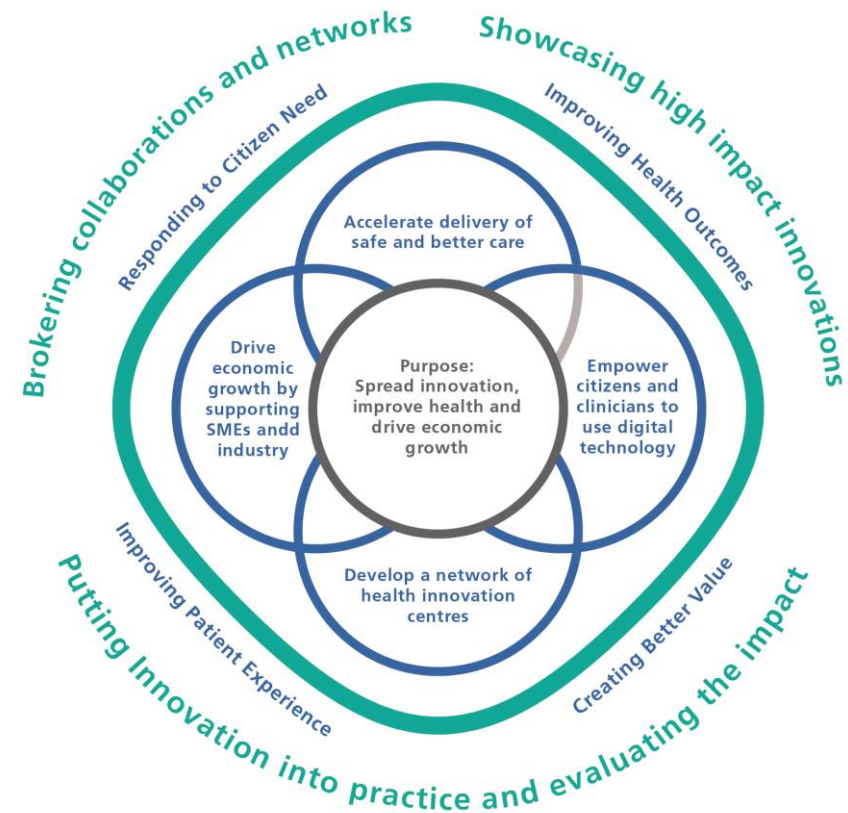 Brokering collaborations and networks
Showcasing high impact innovations
Responding to Citizen Need
Improving Health Outcomes
Accelerate delivery of
safe and better care
Drive
economic
growth by
supporting
SMEs andd
industry
Purpose:
Spread innovation,
improve health and
drive economic
growth
Empower
citizens and
clinicians to
use digital
technology
Develop a network of
health innovation
centres
Improving Patient Experience
Creating Better Value
Putting Innovation into practice and evaluating the impact